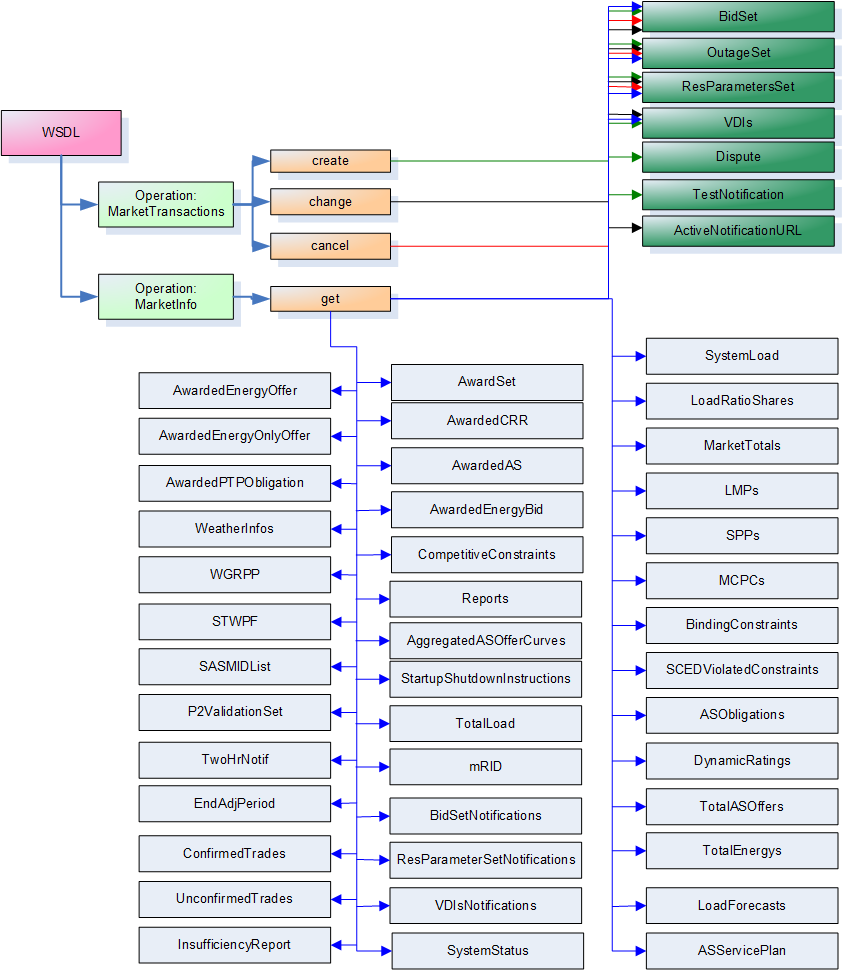 WSDL
Operation:
MarketTransactions
Operation:
MarketInfo
create
change
cancel
get
BidSet
OutageSet
ResParametersSet
VDIs
Dispute
TestNotification
ActiveNotificationURL
AwardedEnergyOffer
AwardedEnergyOnlyOffer
AwardedPTPObligation
WeatherInfos
WGRPP
STWPF
SASMIDList
P2ValidationSet
TwoHrNotif
EndAdjPeriod
ConfirmedTrades
UnconfirmedTrades
InsufficiencyReport
AwardSet
AwardedCRR
AwardedAS
AwardedEnergyBid
CompetitiveConstraints
Reports
AggregatedASOfferCurves
StartupShutdownInstructions
TotalLoad
mRID
BidSetNotifications
ResParameterSetNotifications
VDIsNotifications
SystemStatus
SystemLoad
LoadRatioShares
MarketTotals
LMPs
SPPs
MCPCs
BindingConstraints
SCEDViolatedConstraints
ASObligations
DynamicRatings
TotalASOffers
TotalEnergys
LoadForecasts
ASServicePlan